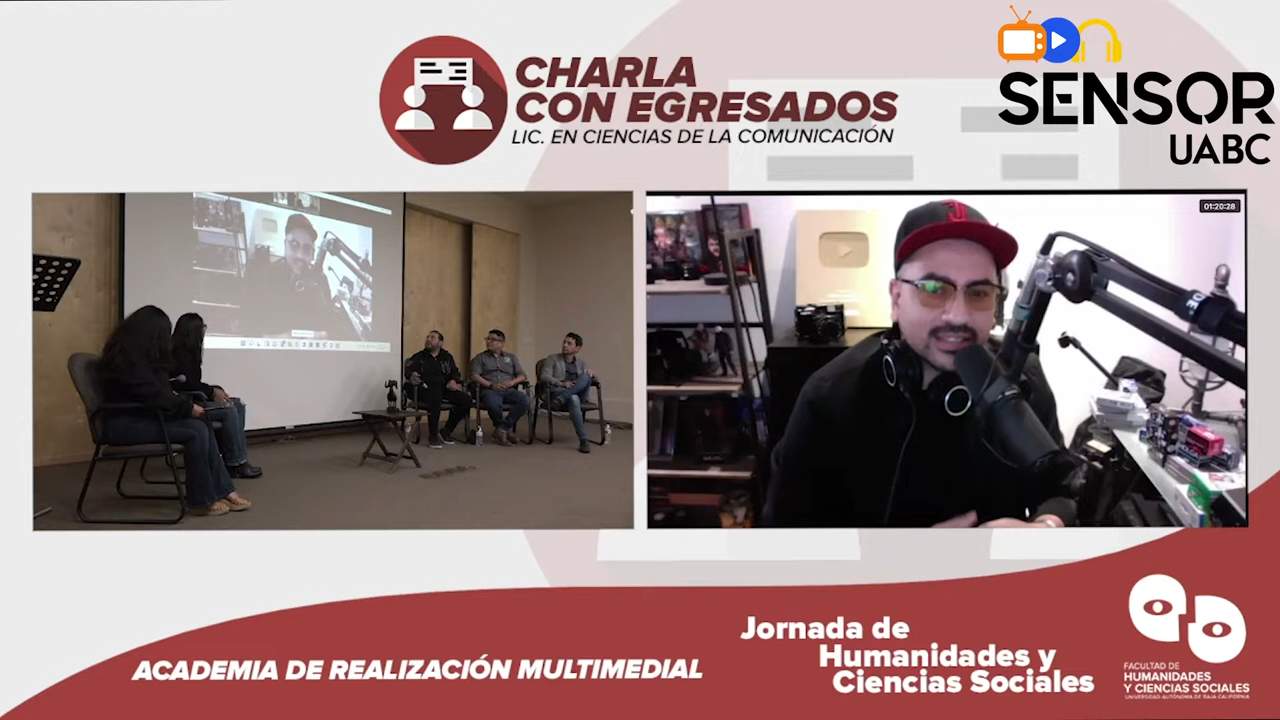 CHARLA
CON EGRESADOS
LIC. EN CIENCIAS DE LA COMUNICACIÓN
SENSOR
UABC
01:20:28
ACADEMIA DE REALIZACIÓN MULTIMEDIAL
Jornada de
Humanidades y
Ciencias Sociales
FACULTAD DE
HUMANIDADES
Y CIENCIAS SOCIALES
UNIVERSIDAD AUTÓNOMA DE BAJA CALIFORNIA